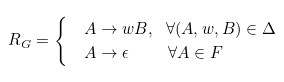 A → wB, ∀(A, w, B) ∈ Δ
R_G = {
A → ϵ ∀A ∈ F